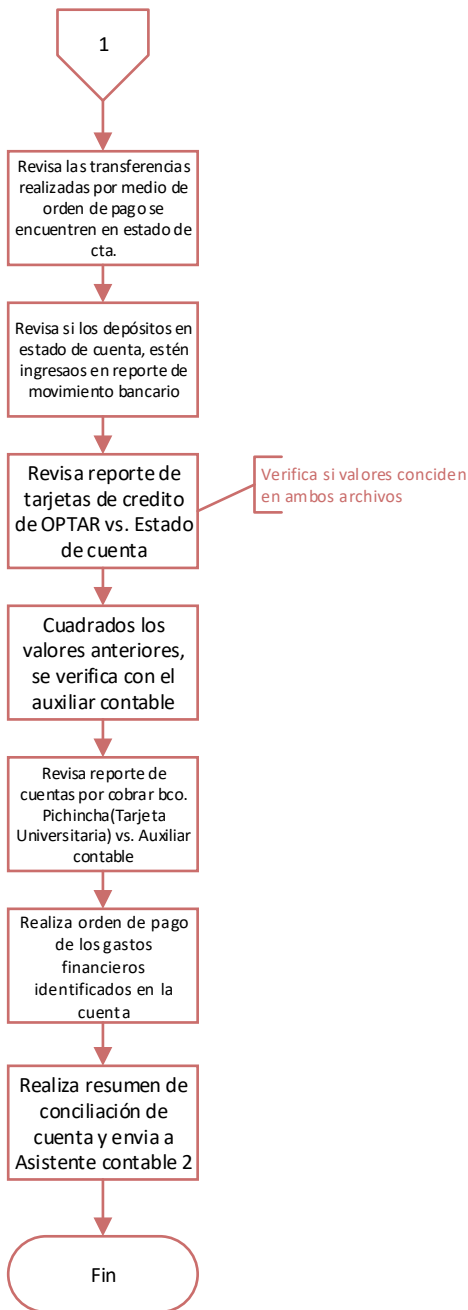 1
Revisa las transferencias
realizadas por medio de
orden de pago se
encuentren en estado de
cta.
Revisa si los depósitos en
estado de cuenta, estén
ingresaos en reporte de
movimiento bancario
Revisa reporte de
tarjetas de credito
de OPTAR vs. Estado
de cuenta
Verifica si valores conciden
en ambos archivos
Cuadrados los
valores anteriores,
se verifica con el
auxiliar contable
Revisa reporte de
cuentas por cobrar bco.
Pichincha(Tarjeta
Universitaria) vs. Auxiliar
contable
Realiza orden de pago
de los gastos
financieros
identificados en la
cuenta
Realiza resumen de
conciliación de
cuenta y envia a
Asistente contable 2
Fin